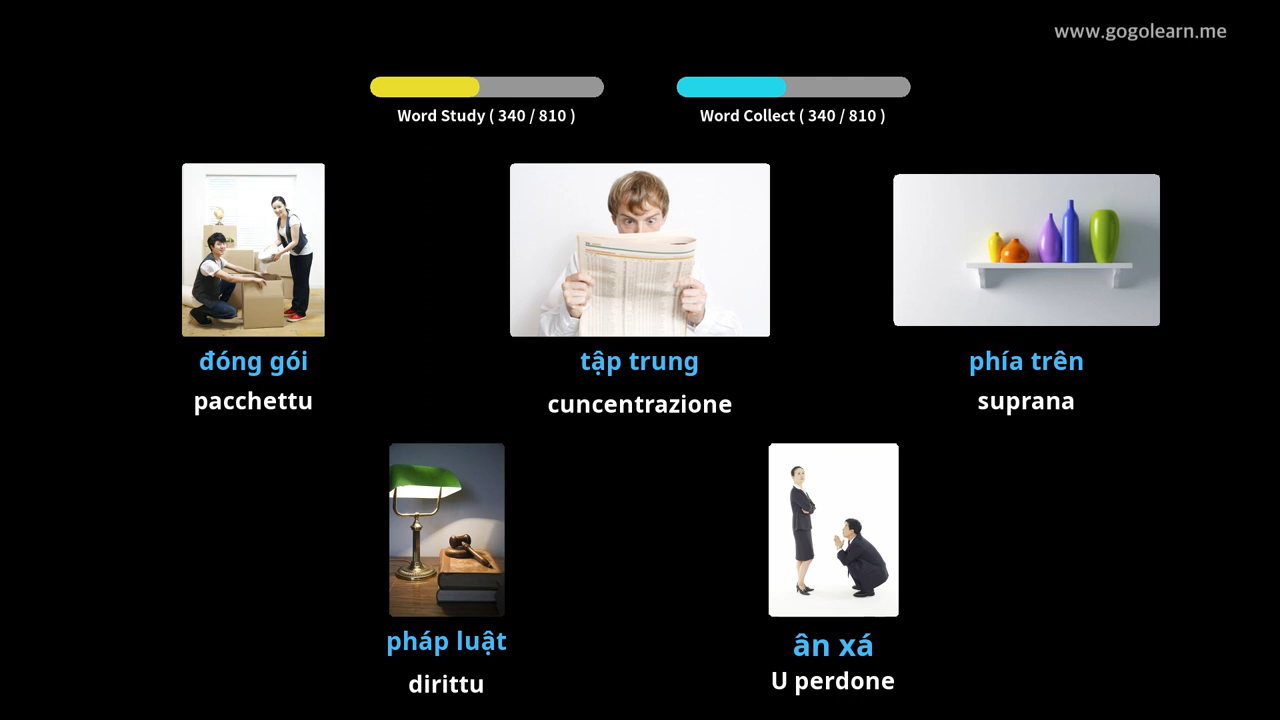 www.gogolearn.me
Word Study ( 340 / 810 )
Word Collect ( 340 / 810 )
đóng gói
pacchettu
tập trung
cuncentrazione
phía trên
suprana
pháp luật
dirittu
ân xá
U perdone